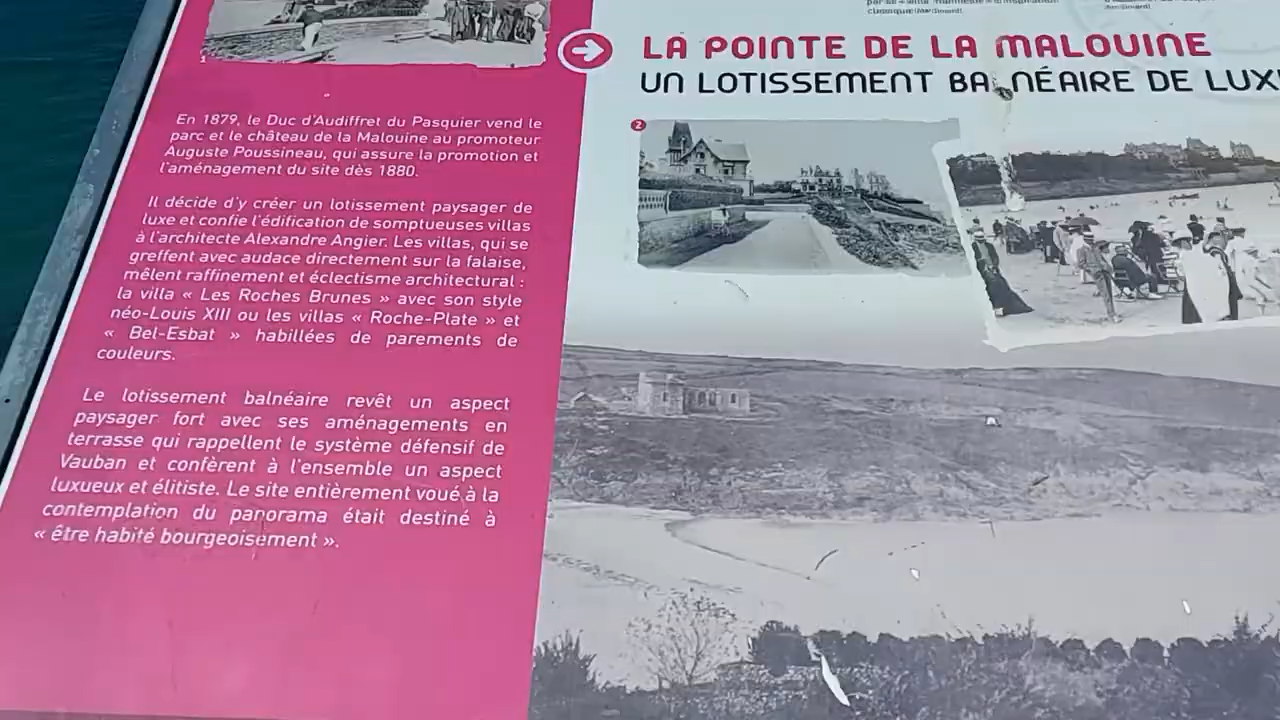 1
En 1879, le Duc d'Audiffret du Pasquier vend le
parc et le château de la Malouine au promoteur
Auguste Poussineau, qui assure la promotion et
l'aménagement du site dès 1880.
Il décide d'y créer un lotissement paysager de
luxe et confie l'édification de somptueuses villas
à l'architecte Alexandre Angier. Les villas, qui se
greffent avec audace directement sur la falaise,
mêlent raffinement et éclectisme architectural :
la villa « Les Roches Brunes » avec son style
néo-Louis XIII ou les villas « Roche-Plate » et
« Bel-Esbat » habillées de parements de
couleurs.
Le lotissement balnéaire revêt un aspect
paysager fort avec ses aménagements en
terrasse qui rappellent le système défensif de
Vauban et confèrent à l'ensemble un aspect
luxueux et élitiste. Le site entièrement voué à la
contemplation du panorama était destiné à
« être habité bourgeoisement ».
LA POINTE DE LA MALOUINE
UN LOTISSEMENT BALNÉAIRE DE LUX
2